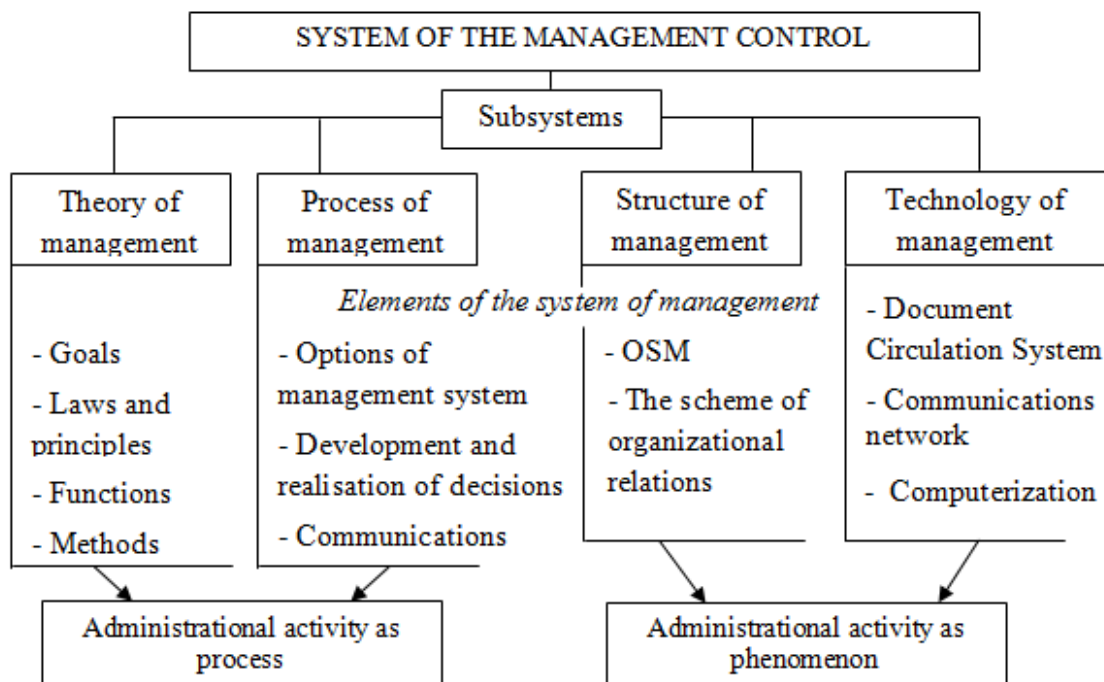 SYSTEM OF THE MANAGEMENT CONTROL
Subsystems
Theory of
management
Process of
management
Structure of
management
Technology of
management
Elements of the system of management
- Goals
- Laws and
principles
- Functions
- Methods
- Options of
management system
- Development and
realisation of decisions
- Communications
- OSM
- The scheme of
organizational
relations
- Document
Circulation System
- Communications
network
- Computerization
Administrational activity as
process
Administrational activity as
phenomenon